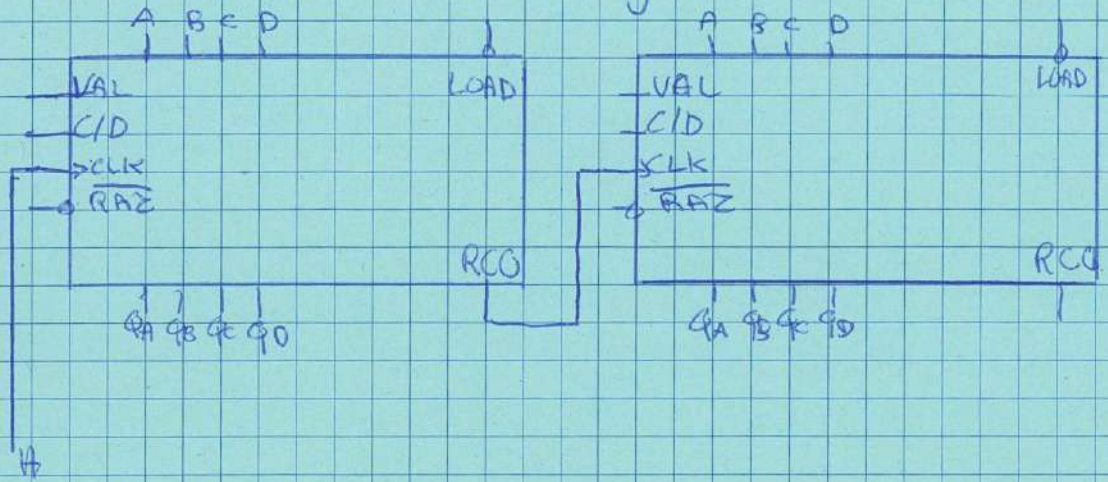 A B C D A B C D
VAL LOAD VAL LOAD
C/D C/D
CLK CLK
RAZ RAZ
RCO RCO
QA QB QC QD QA QB QC QD
H